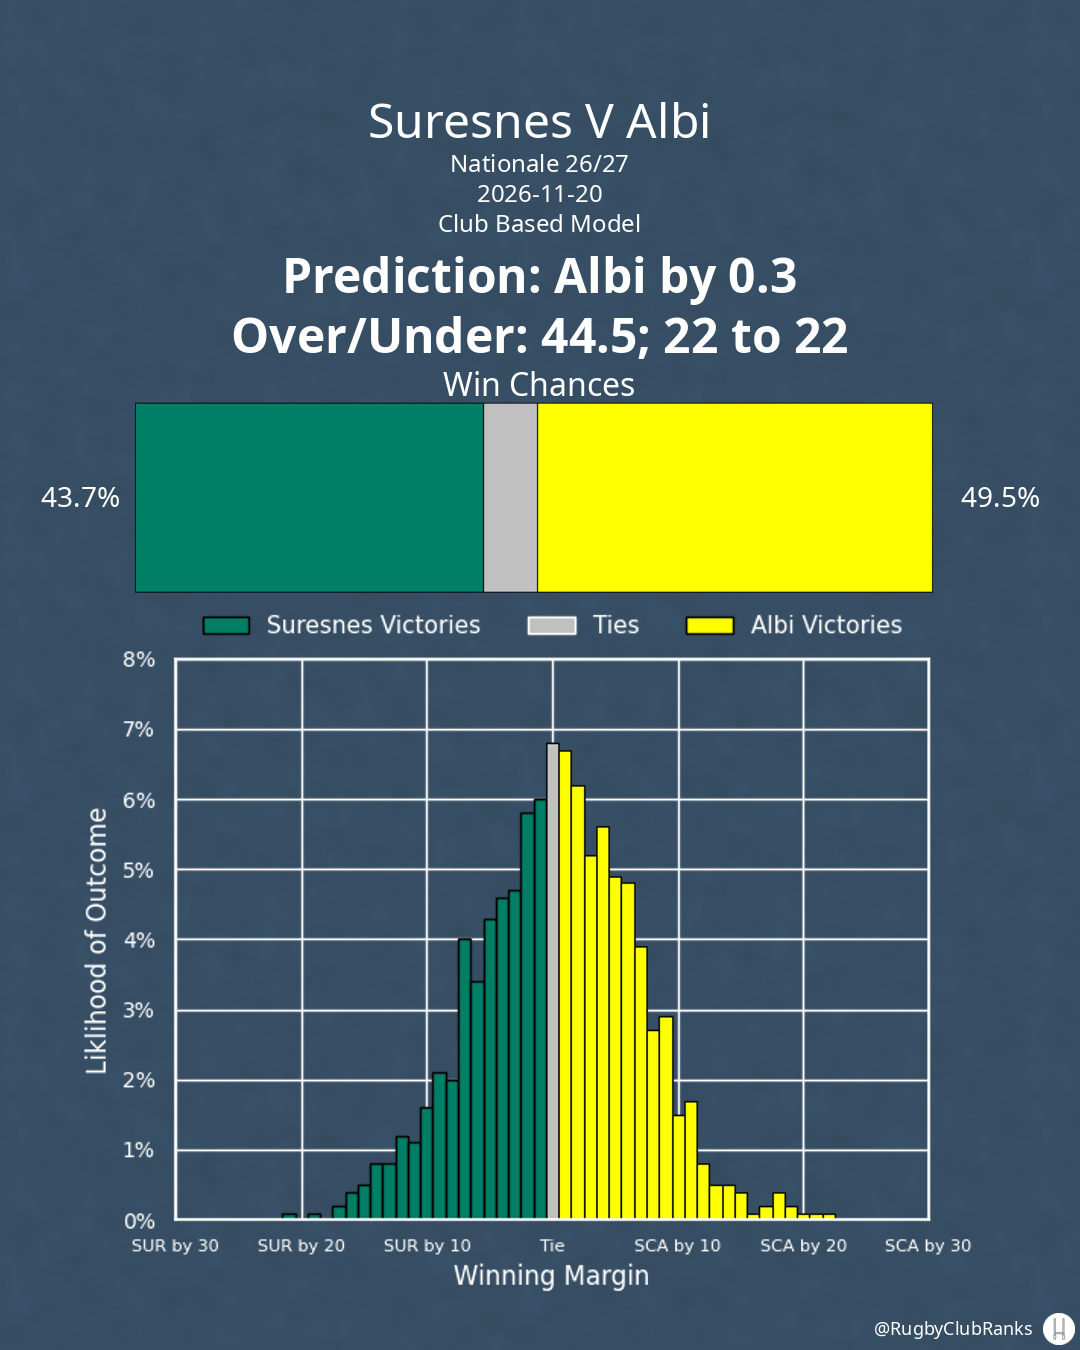 Suresnes V Albi
Nationale 26/27
2026-11-20
Club Based Model
Prediction: Albi by 0.3
Over/Under: 44.5; 22 to 22
Win Chances
43.7%
49.5%
Suresnes Victories
Ties
Albi Victories
8%
7%
6%
5%
4%
3%
2%
1%
0%
Liklihood of Outcome
SUR by 30
SUR by 20
SUR by 10
Tie
SCA by 10
SCA by 20
SCA by 30
Winning Margin
@RugbyClubRanks